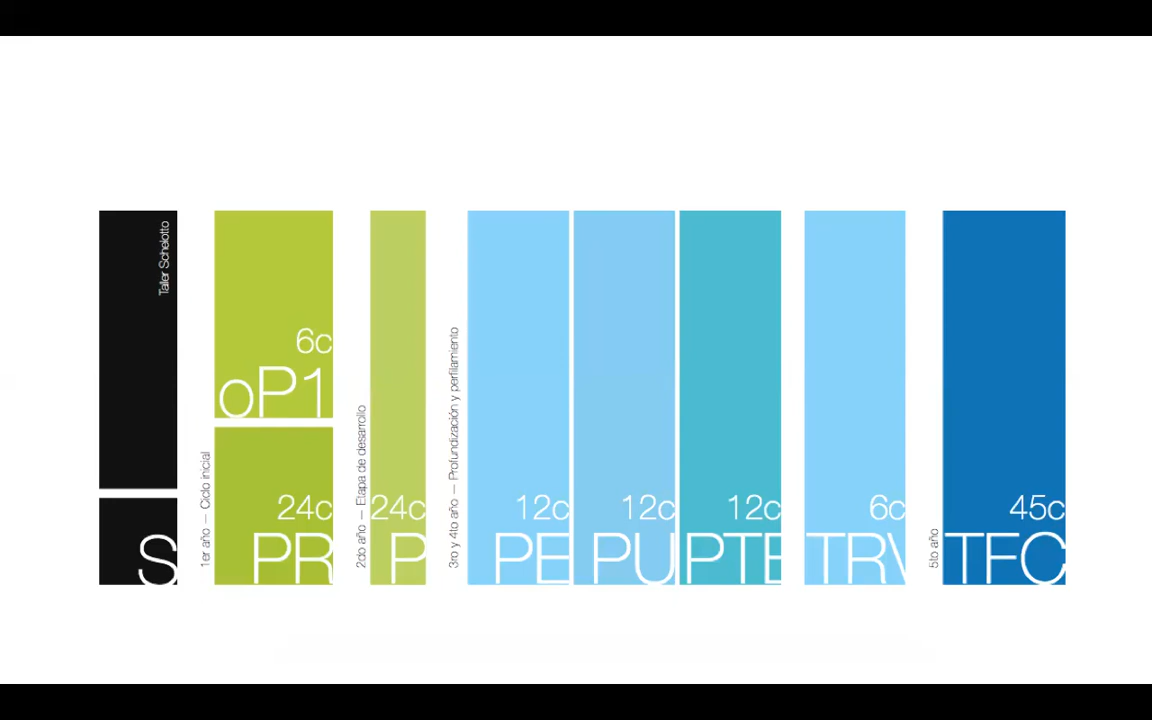 Taller Schelotto
S
1er año — Ciclo inicial
6c
oP1
24c
PR
2do año — Etapa de desarrollo
24c
P
3ro y 4to año — Profundización y perfilamiento
12c
PE
12c
PU
12c
PTE
6c
TRV
5to año
45c
TFC